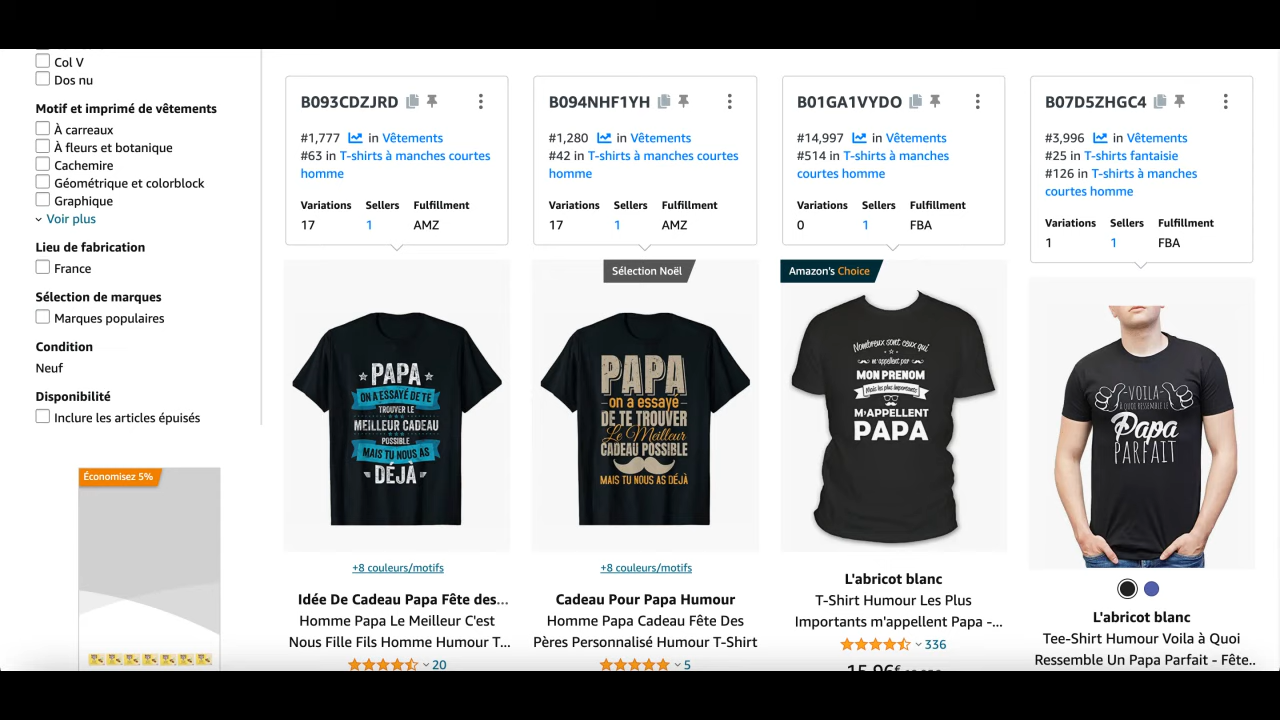 Col V
Dos nu
Motif et imprimé de vêtements
À carreaux
À fleurs et botanique
Cachemire
Géométrique et colorblock
Graphique
Voir plus
Lieu de fabrication
France
Sélection de marques
Marques populaires
Condition
Neuf
Disponibilité
Inclure les articles épuisés
Économisez 5%
B093CDZJRD
#1,777 in Vêtements
#63 in T-shirts à manches courtes
homme
Variations Sellers Fulfillment
17 1 AMZ
PAPA
ON A ESSAYÉ DE TE
TROUVER LE
MEILLEUR CADEAU
POSSIBLE
MAIS TU NOUS AS
DÉJÀ
+8 couleurs/motifs
Idée De Cadeau Papa Fête des...
Homme Papa Le Meilleur C'est
Nous Fille Fils Homme Humour T...
20
B094NHF1YH
#1,280 in Vêtements
#42 in T-shirts à manches courtes
homme
Variations Sellers Fulfillment
17 1 AMZ
Sélection Noël
PAPA
on a essayé
DE TE TROUVER
Le Meilleur
CADEAU POSSIBLE
MAIS TU NOUS AS DÉJÀ
+8 couleurs/motifs
Cadeau Pour Papa Humour
Homme Papa Cadeau Fête Des
Pères Personnalisé Humour T-Shirt
5
B01GA1VYDO
#14,997 in Vêtements
#514 in T-shirts à manches
courtes homme
Variations Sellers Fulfillment
0 1 FBA
Amazon's Choice
Nombreux sont ceux qui
m'appellent par
MON PRENOM
Mais les plus importants
M'APPELLENT
PAPA
L'abricot blanc
T-Shirt Humour Les Plus
Importants m'appellent Papa -...
336
15,96€
B07D5ZHGC4
#3,996 in Vêtements
#25 in T-shirts fantaisie
#126 in T-shirts à manches
courtes homme
Variations Sellers Fulfillment
1 1 FBA
VOILA
À QUOI RESSEMBLE LE
Papa
PARFAIT
L'abricot blanc
Tee-Shirt Humour Voila à Quoi
Ressemble Un Papa Parfait - Fête..